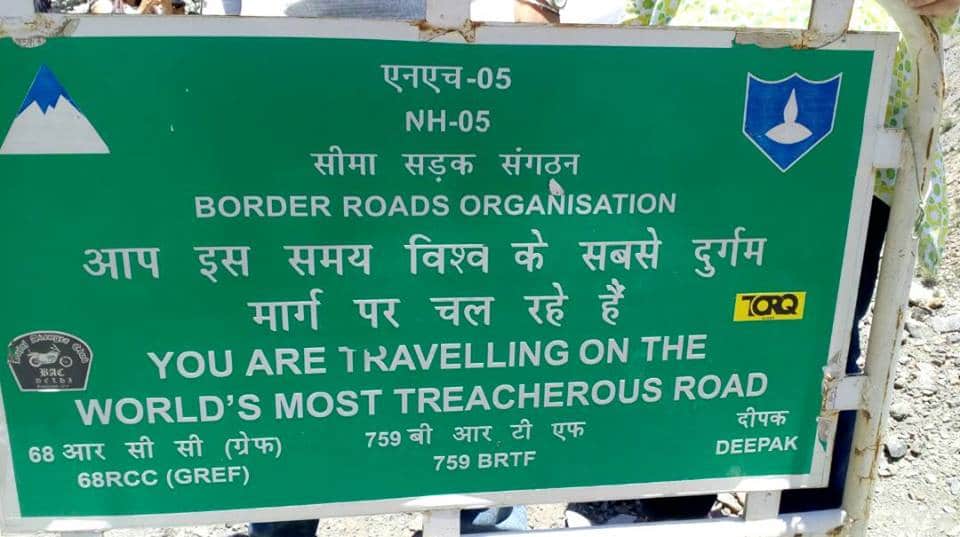 एनएच-05
NH-05
सीमा सड़क संगठन
BORDER ROADS ORGANISATION
आप इस समय विश्व के सबसे दुर्गम
मार्ग पर चल रहे हैं
TORQ
YOU ARE TRAVELLING ON THE
WORLD'S MOST TREACHEROUS ROAD
BAC
DELHI
68 आर सी सी (ग्रेफ)
68RCC (GREF)
759 बी आर टी एफ
759 BRTF
दीपक
DEEPAK